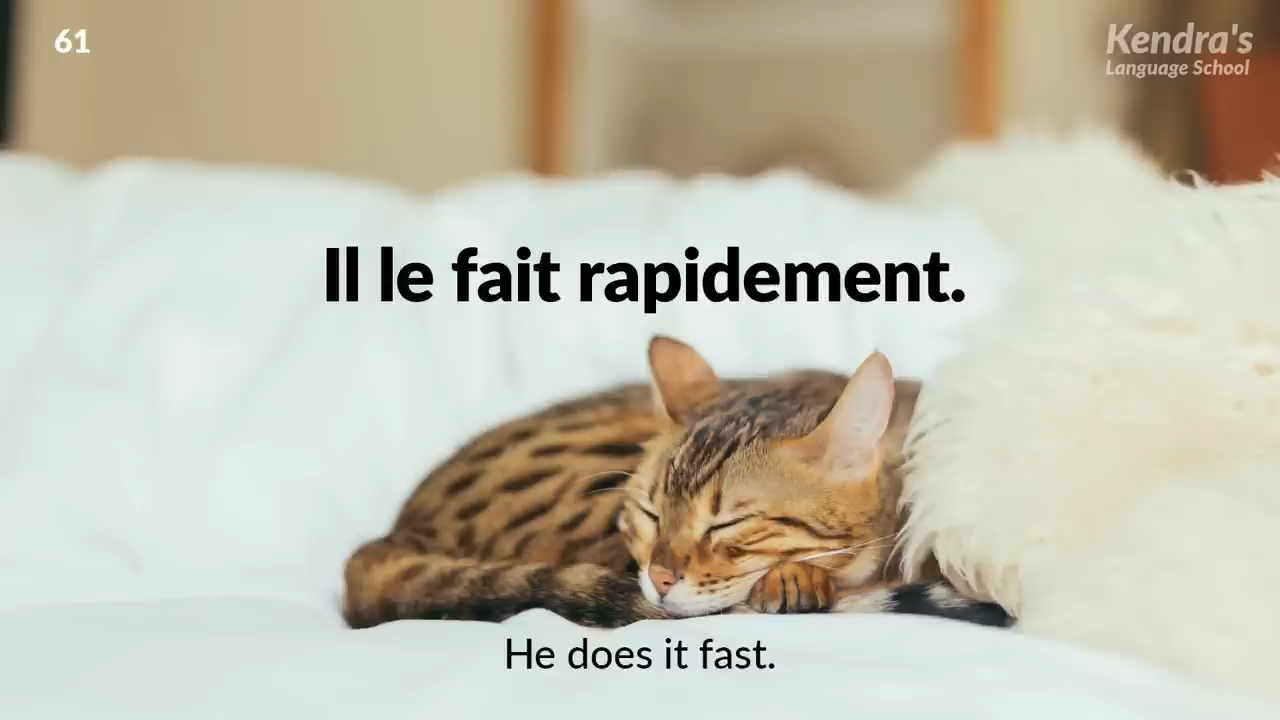 61
Kendra's
Language School
Il le fait rapidement.
He does it fast.